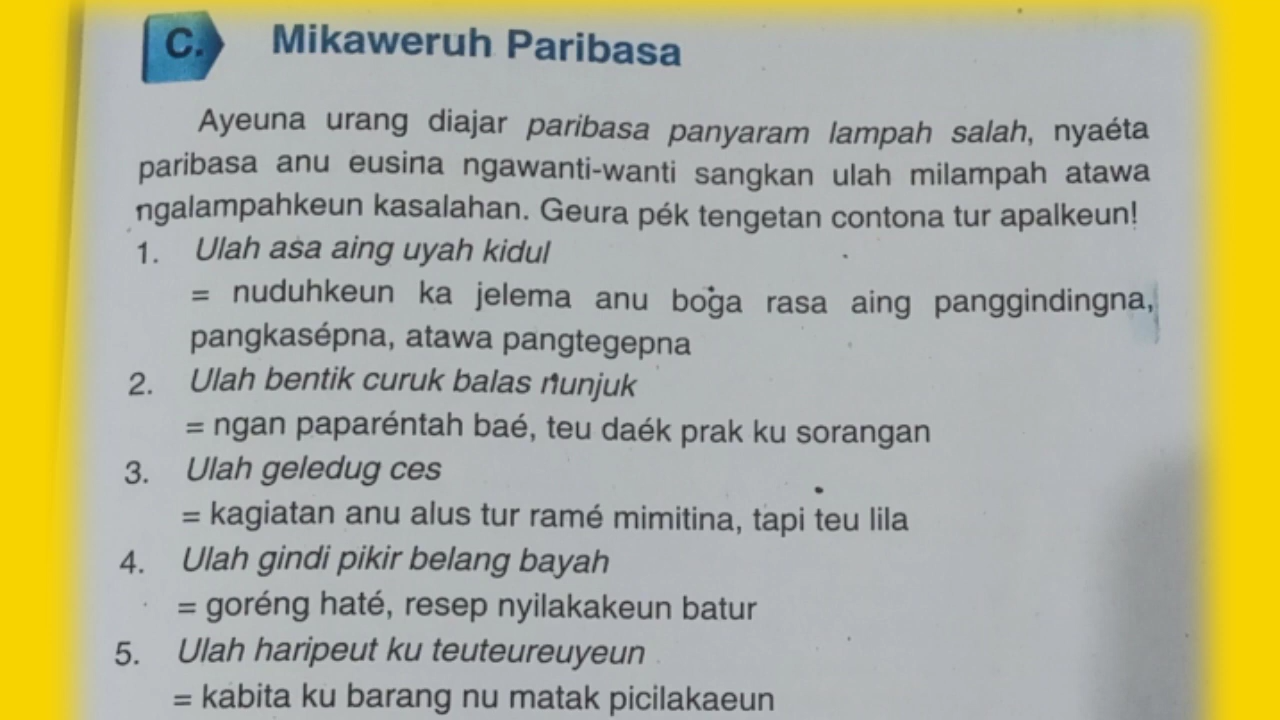 C. Mikaweruh Paribasa
Ayeuna urang diajar paribasa panyaram lampah salah, nyaéta
paribasa anu eusina ngawanti-wanti sangkan ulah milampah atawa
ngalampahkeun kasalahan. Geura pék tengetan contona tur apalkeun!
1. Ulah asa aing uyah kidul
= nuduhkeun ka jelema anu boga rasa aing panggindingna,
pangkasépna, atawa pangtegepna
2. Ulah bentik curuk balas nunjuk
= ngan paparéntah baé, teu daék prak ku sorangan
3. Ulah geledug ces
= kagiatan anu alus tur ramé mimitina, tapi teu lila
4. Ulah gindi pikir belang bayah
= goréng haté, resep nyilakakeun batur
5. Ulah haripeut ku teuteureuyeun
= kabita ku barang nu matak picilakaeun